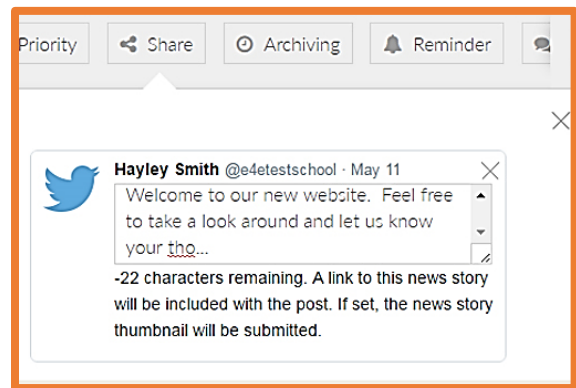 Priority Share Archiving Reminder
Hayley Smith @e4etestschool · May 11
Welcome to our new website. Feel free
to take a look around and let us know
your tho...
-22 characters remaining. A link to this news story
will be included with the post. If set, the news story
thumbnail will be submitted.